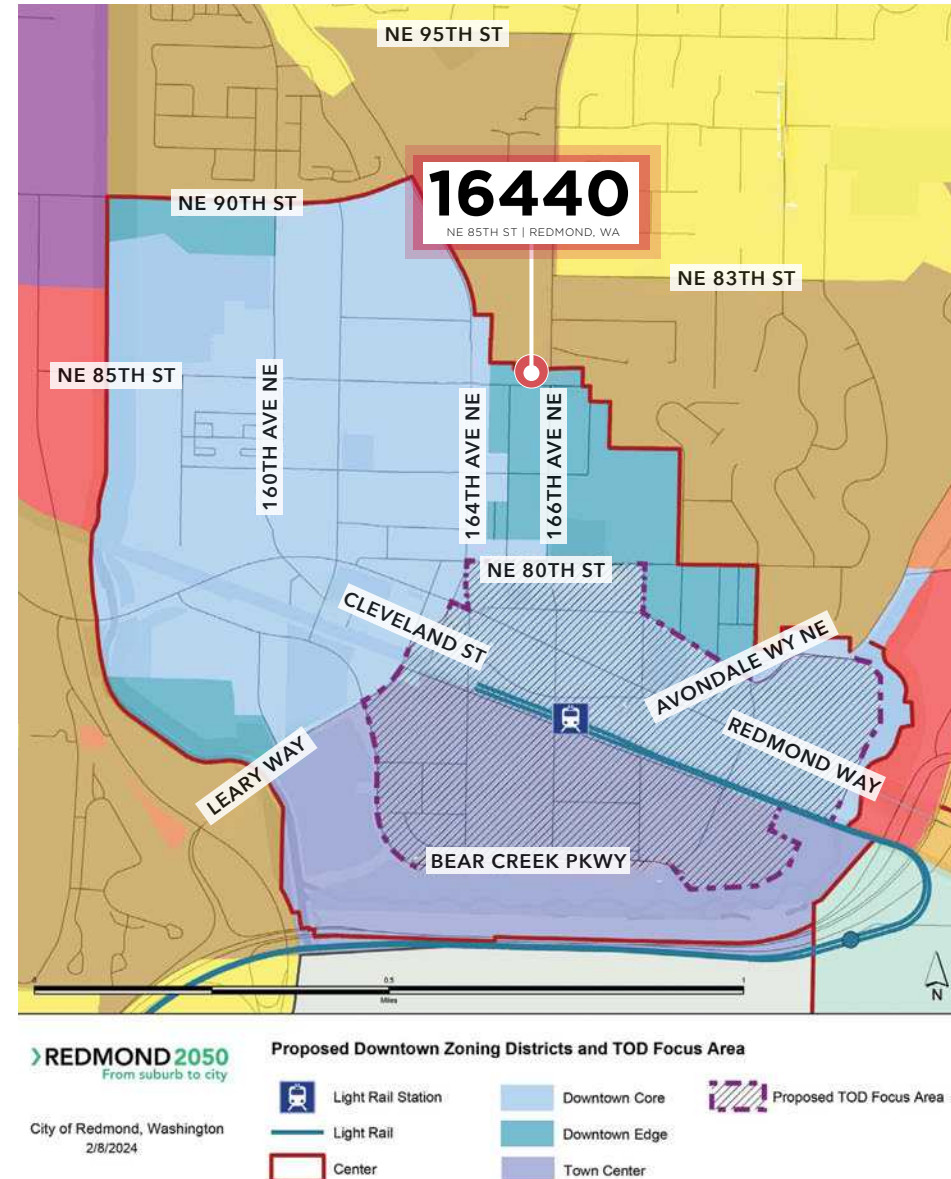 NE 95TH ST
16440
NE 85TH ST | REDMOND, WA
NE 90TH ST
NE 83TH ST
NE 85TH ST
160TH AVE NE
164TH AVE NE
166TH AVE NE
NE 80TH ST
CLEVELAND ST
AVONDALE WY NE
REDMOND WAY
LEARY WAY
BEAR CREEK PKWY
0
0.5
1
Miles
N
REDMOND 2050
From suburb to city
City of Redmond, Washington
2/8/2024
Proposed Downtown Zoning Districts and TOD Focus Area
Light Rail Station
Light Rail
Center
Downtown Core
Downtown Edge
Town Center
Proposed TOD Focus Area